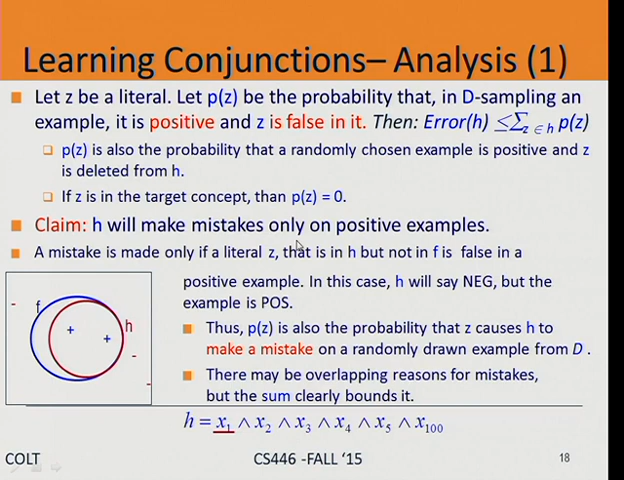 Learning Conjunctions– Analysis (1)
Let z be a literal. Let p(z) be the probability that, in D-sampling an
example, it is positive and z is false in it. Then: Error(h) ≤∑z ∈ h p(z)
p(z) is also the probability that a randomly chosen example is positive and z
is deleted from h.
If z is in the target concept, than p(z) = 0.
Claim: h will make mistakes only on positive examples.
A mistake is made only if a literal z, that is in h but not in f is false in a
positive example. In this case, h will say NEG, but the
example is POS.
Thus, p(z) is also the probability that z causes h to
make a mistake on a randomly drawn example from D .
There may be overlapping reasons for mistakes,
but the sum clearly bounds it.
- f
+ + h
-
-
h = x1 ∧ x2 ∧ x3 ∧ x4 ∧ x5 ∧ x100
COLT CS446 -FALL ‘15 18